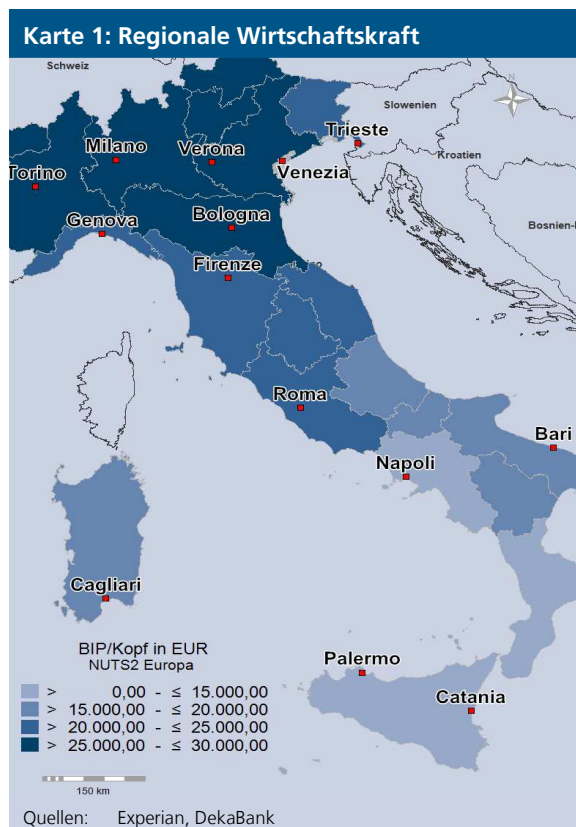 Karte 1: Regionale Wirtschaftskraft
Schweiz
N
Slowenien
Trieste
Milano
Verona
Kroatien
Torino
Venezia
Genova
Bologna
Bosnien-
Firenze
Roma
Bari
Napoli
Cagliari
BIP/Kopf in EUR
NUTS2 Europa
Palermo
> 0,00 - ≤ 15.000,00
Catania
> 15.000,00 - ≤ 20.000,00
> 20.000,00 - ≤ 25.000,00
> 25.000,00 - ≤ 30.000,00
150 km
Quellen: Experian, DekaBank